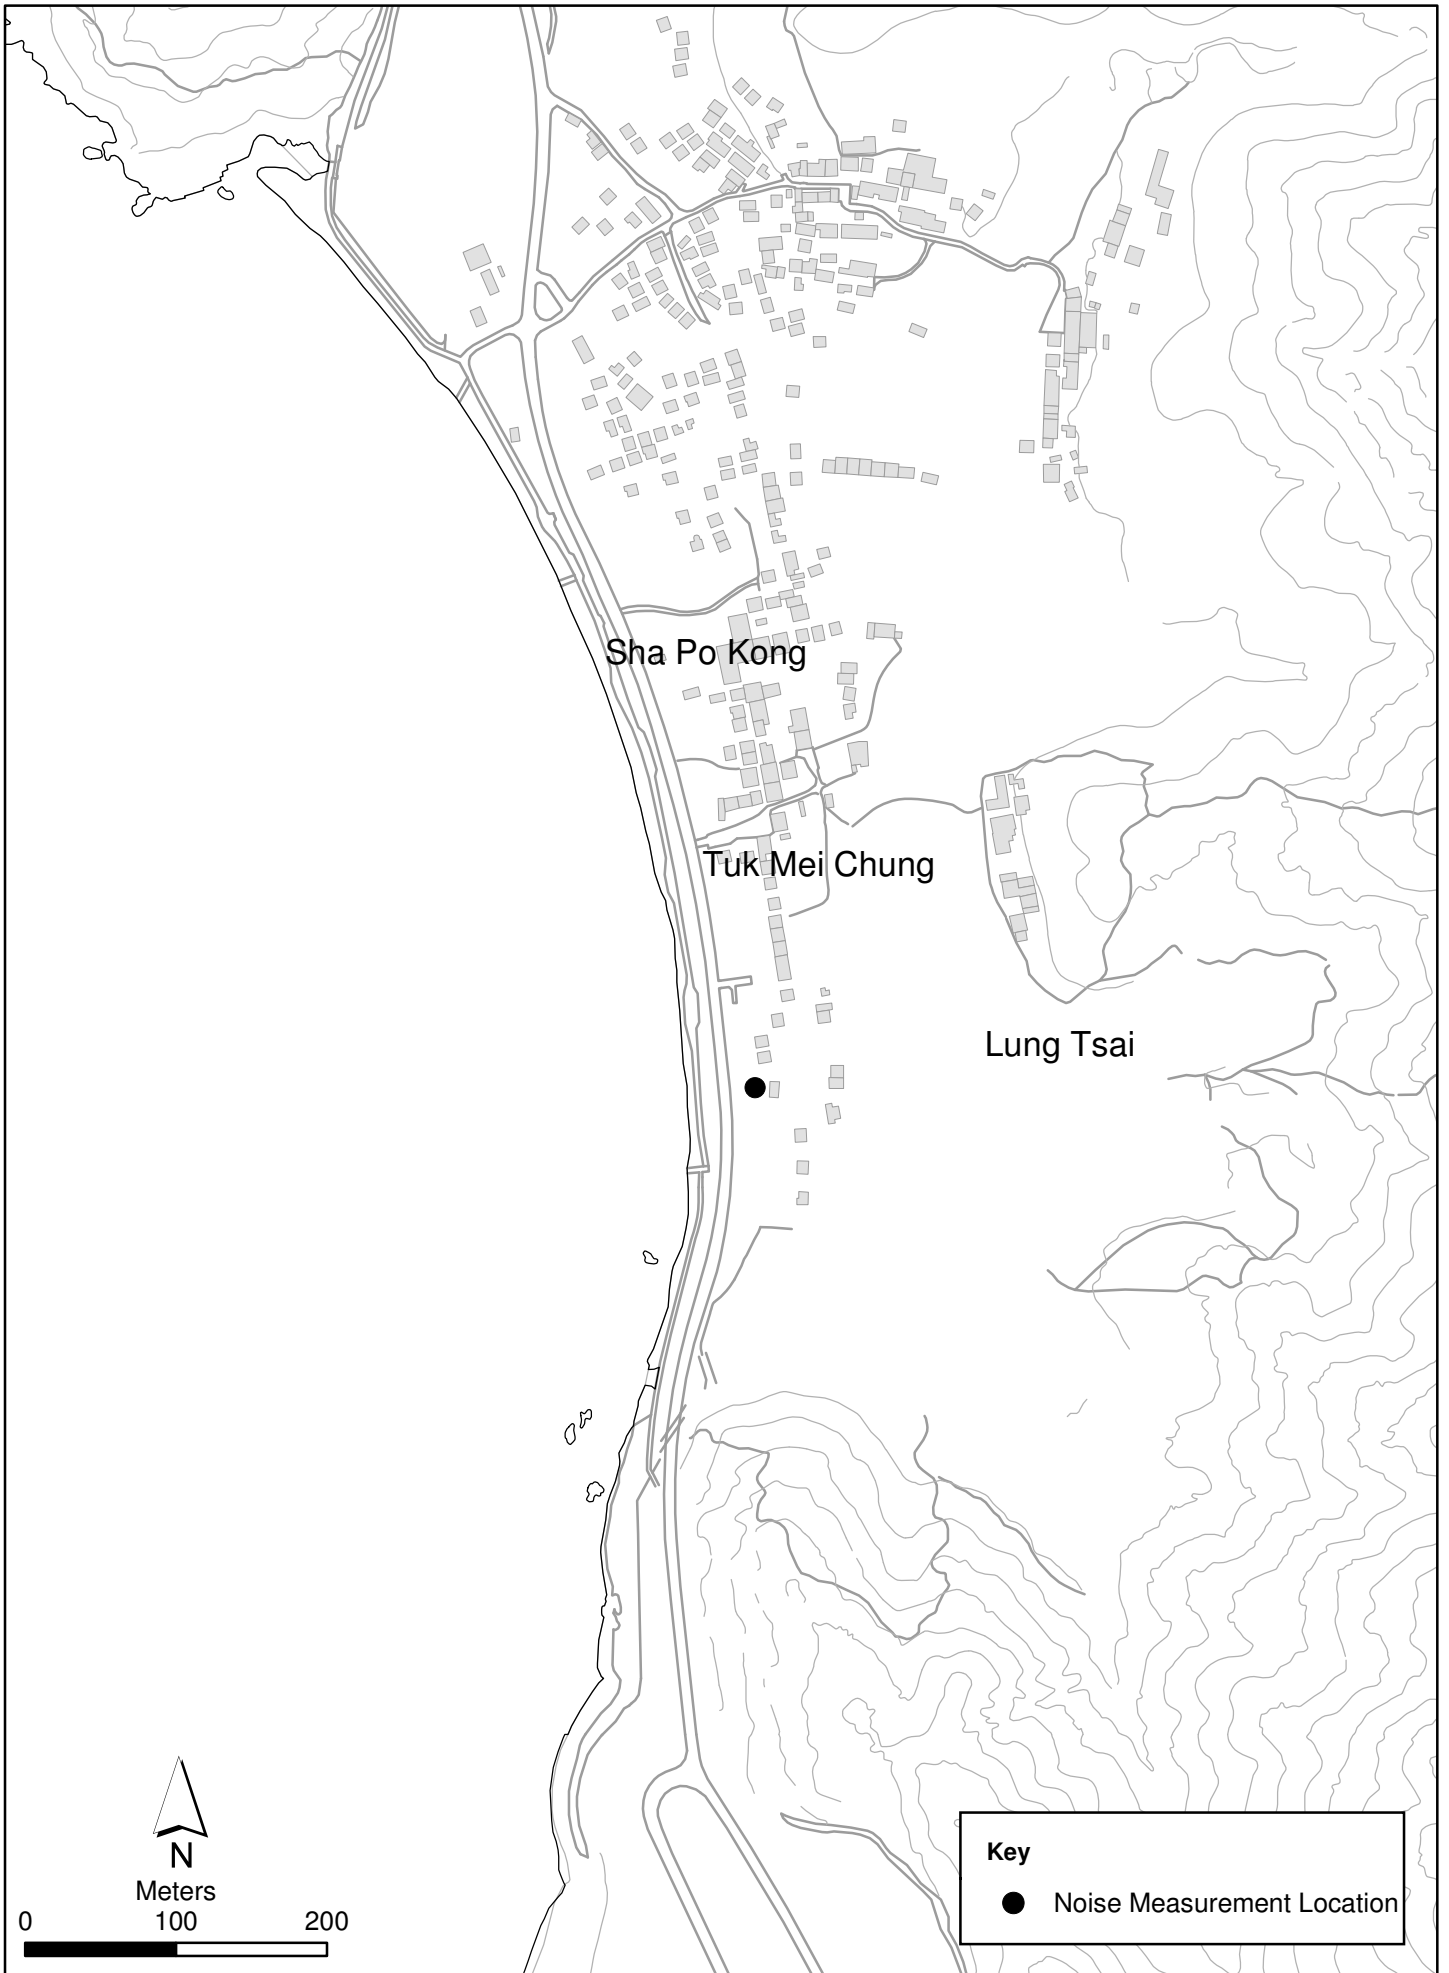 Sha Po Kong
Tuk Mei Chung
Lung Tsai
N
Meters
0 100 200
Key
Noise Measurement Location